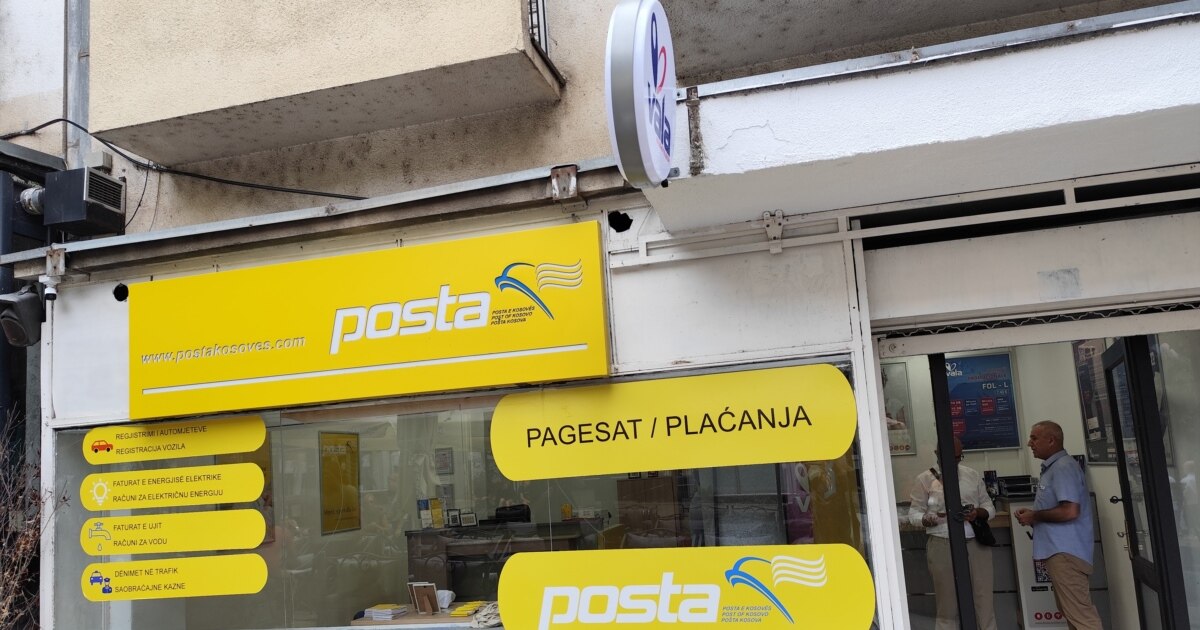 vala
posta
POSTA E KOSOVËS
POST OF KOSOVO
POŠTA KOSOVA
www.postakosoves.com
PAGESAT / PLAĆANJA
REGJISTRIMI I AUTOMJETEVE
REGISTRACIJA VOZILA
FATURAT E ENERGJISË ELEKTRIKE
RAČUNI ZA ELEKTRIČNU ENERGIJU
FATURAT E UJIT
RAČUNI ZA VODU
DËNIMET NË TRAFIK
SAOBRAĆAJNE KAZNE
posta
POSTA E KOSOVËS
POST OF KOSOVO
POŠTA KOSOVA
vala
FOL - L